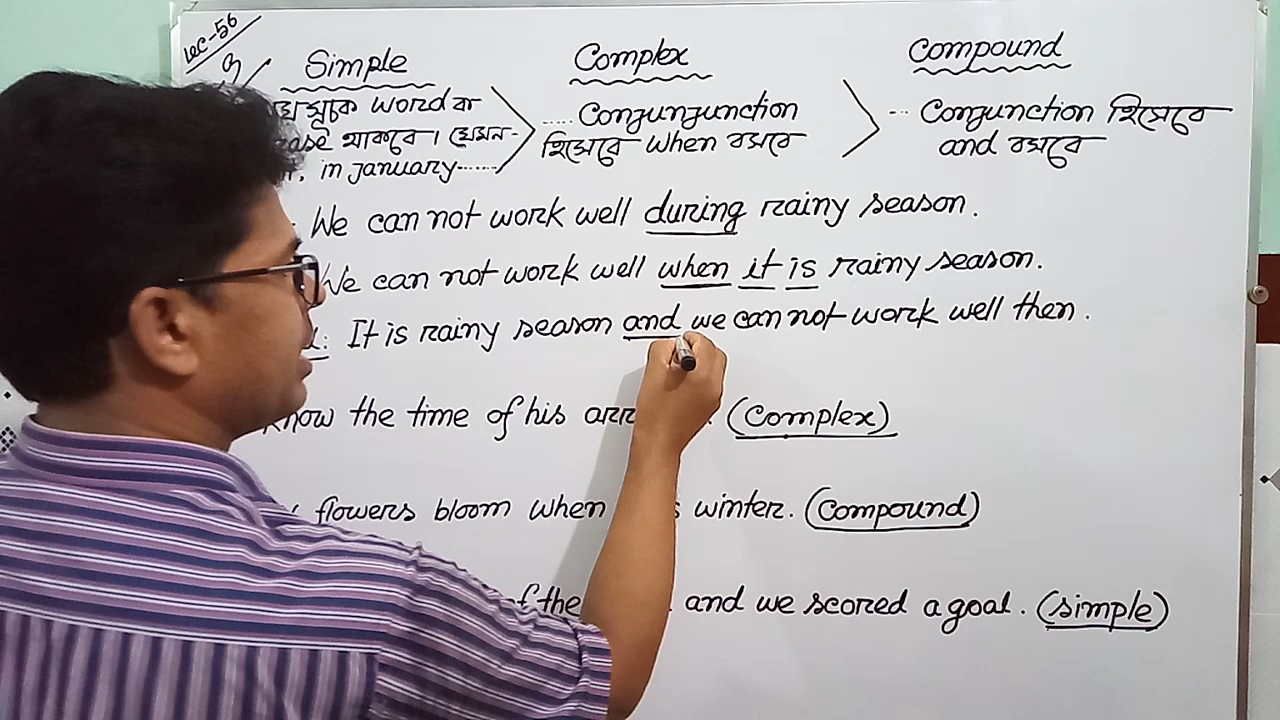 Lec-56
Simple Complex Compound
সূচক word বা ..... Conjunjunction ... Conjunction হিসেবে
থাকবে। যেমন- হিসেবে when বসবে and বসবে
in january.......
We can not work well during rainy season.
We can not work well when it is rainy season.
It is rainy season and we can not work well then.
know the time of his (Complex)
flowers bloom when winter. (Compound)
of the and we scored a goal. (simple)